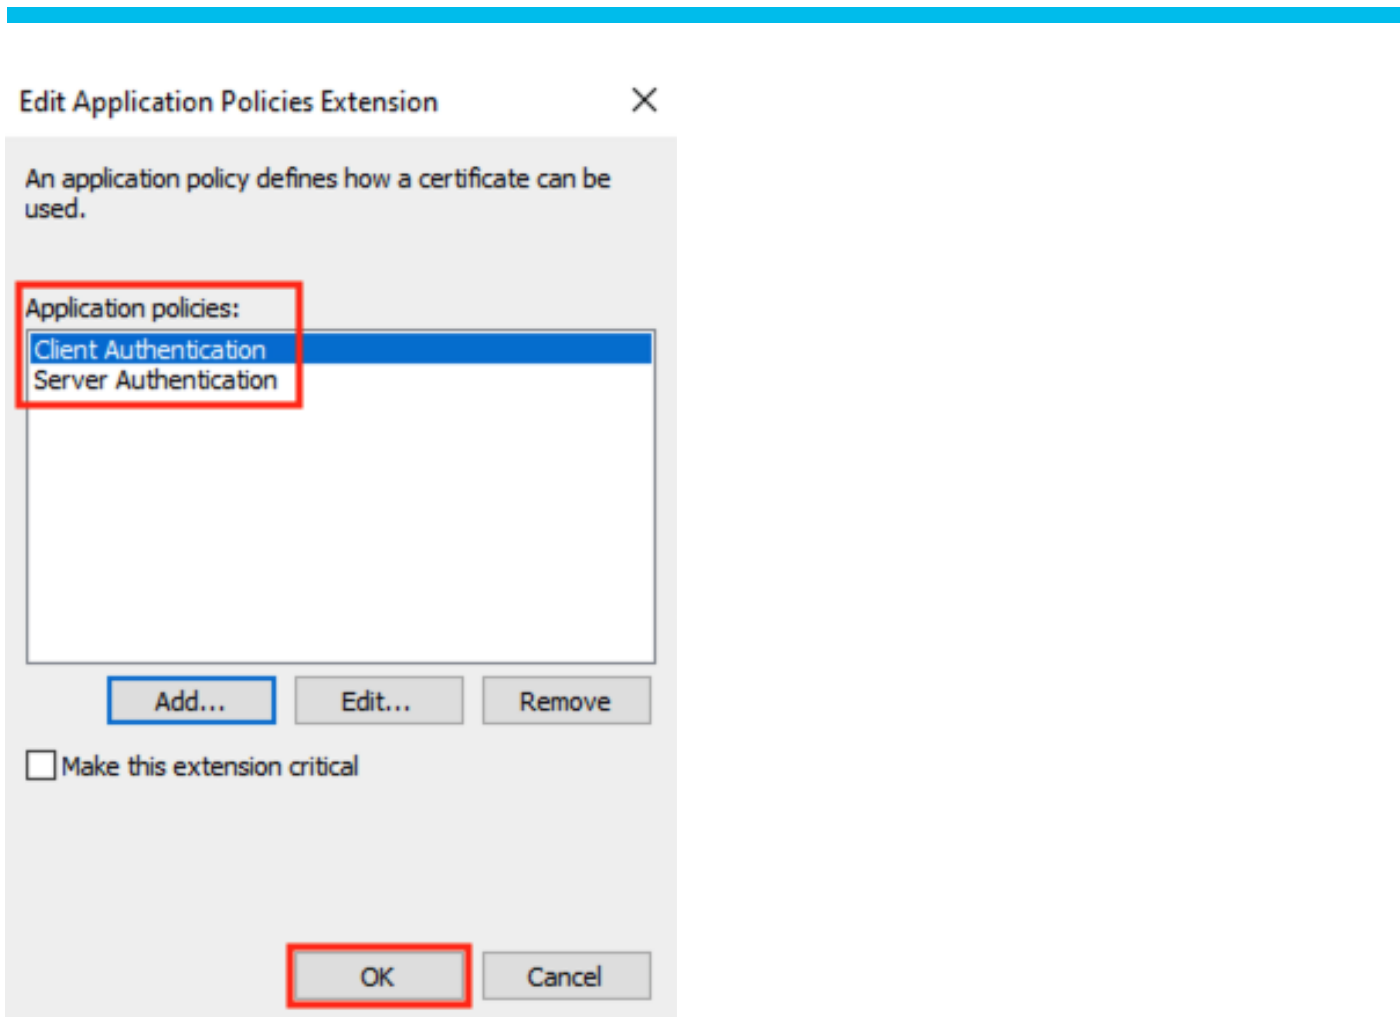 Edit Application Policies Extension
An application policy defines how a certificate can be
used.
Application policies:
Client Authentication
Server Authentication
Add... Edit... Remove
Make this extension critical
OK Cancel